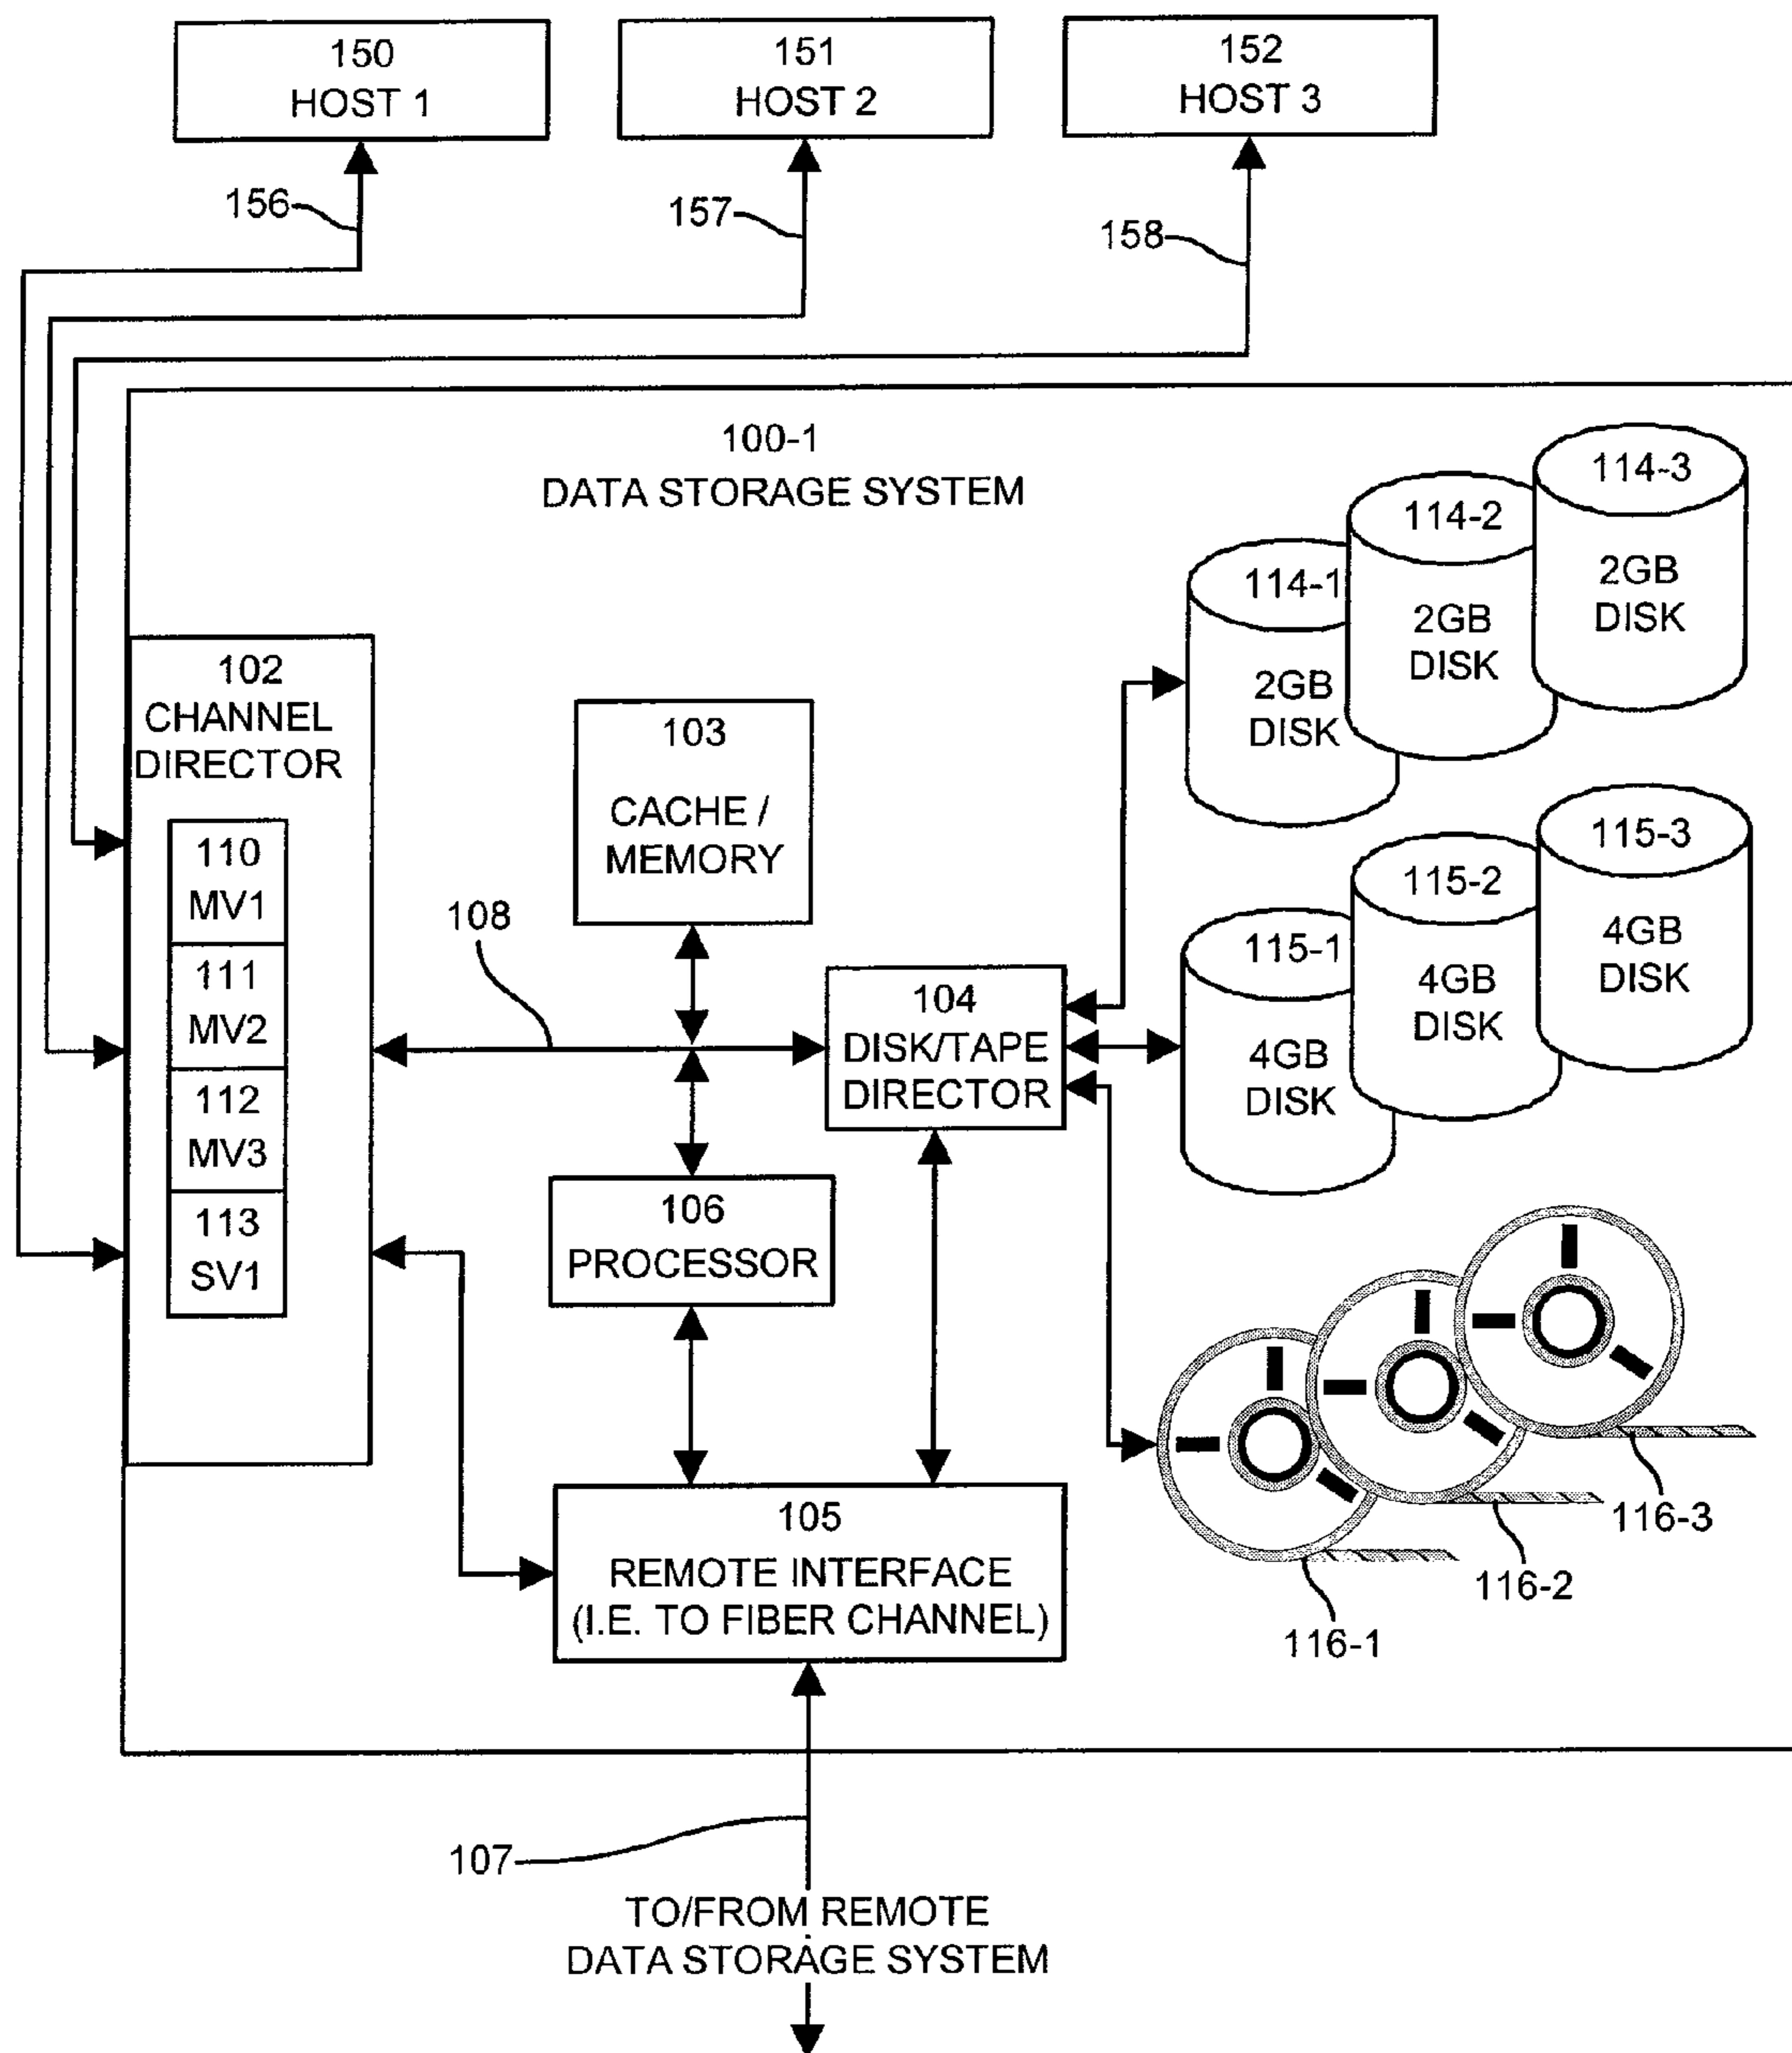 150
HOST 1
151
HOST 2
152
HOST 3
156
157
158
100-1
DATA STORAGE SYSTEM
114-1
2GB
DISK
114-2
2GB
DISK
114-3
2GB
DISK
102
CHANNEL
DIRECTOR
110
MV1
111
MV2
112
MV3
113
SV1
103
CACHE /
MEMORY
108
104
DISK/TAPE
DIRECTOR
115-1
4GB
DISK
115-2
4GB
DISK
115-3
4GB
DISK
106
PROCESSOR
105
REMOTE INTERFACE
(I.E. TO FIBER CHANNEL)
116-3
116-2
116-1
107
TO/FROM REMOTE
DATA STORAGE SYSTEM